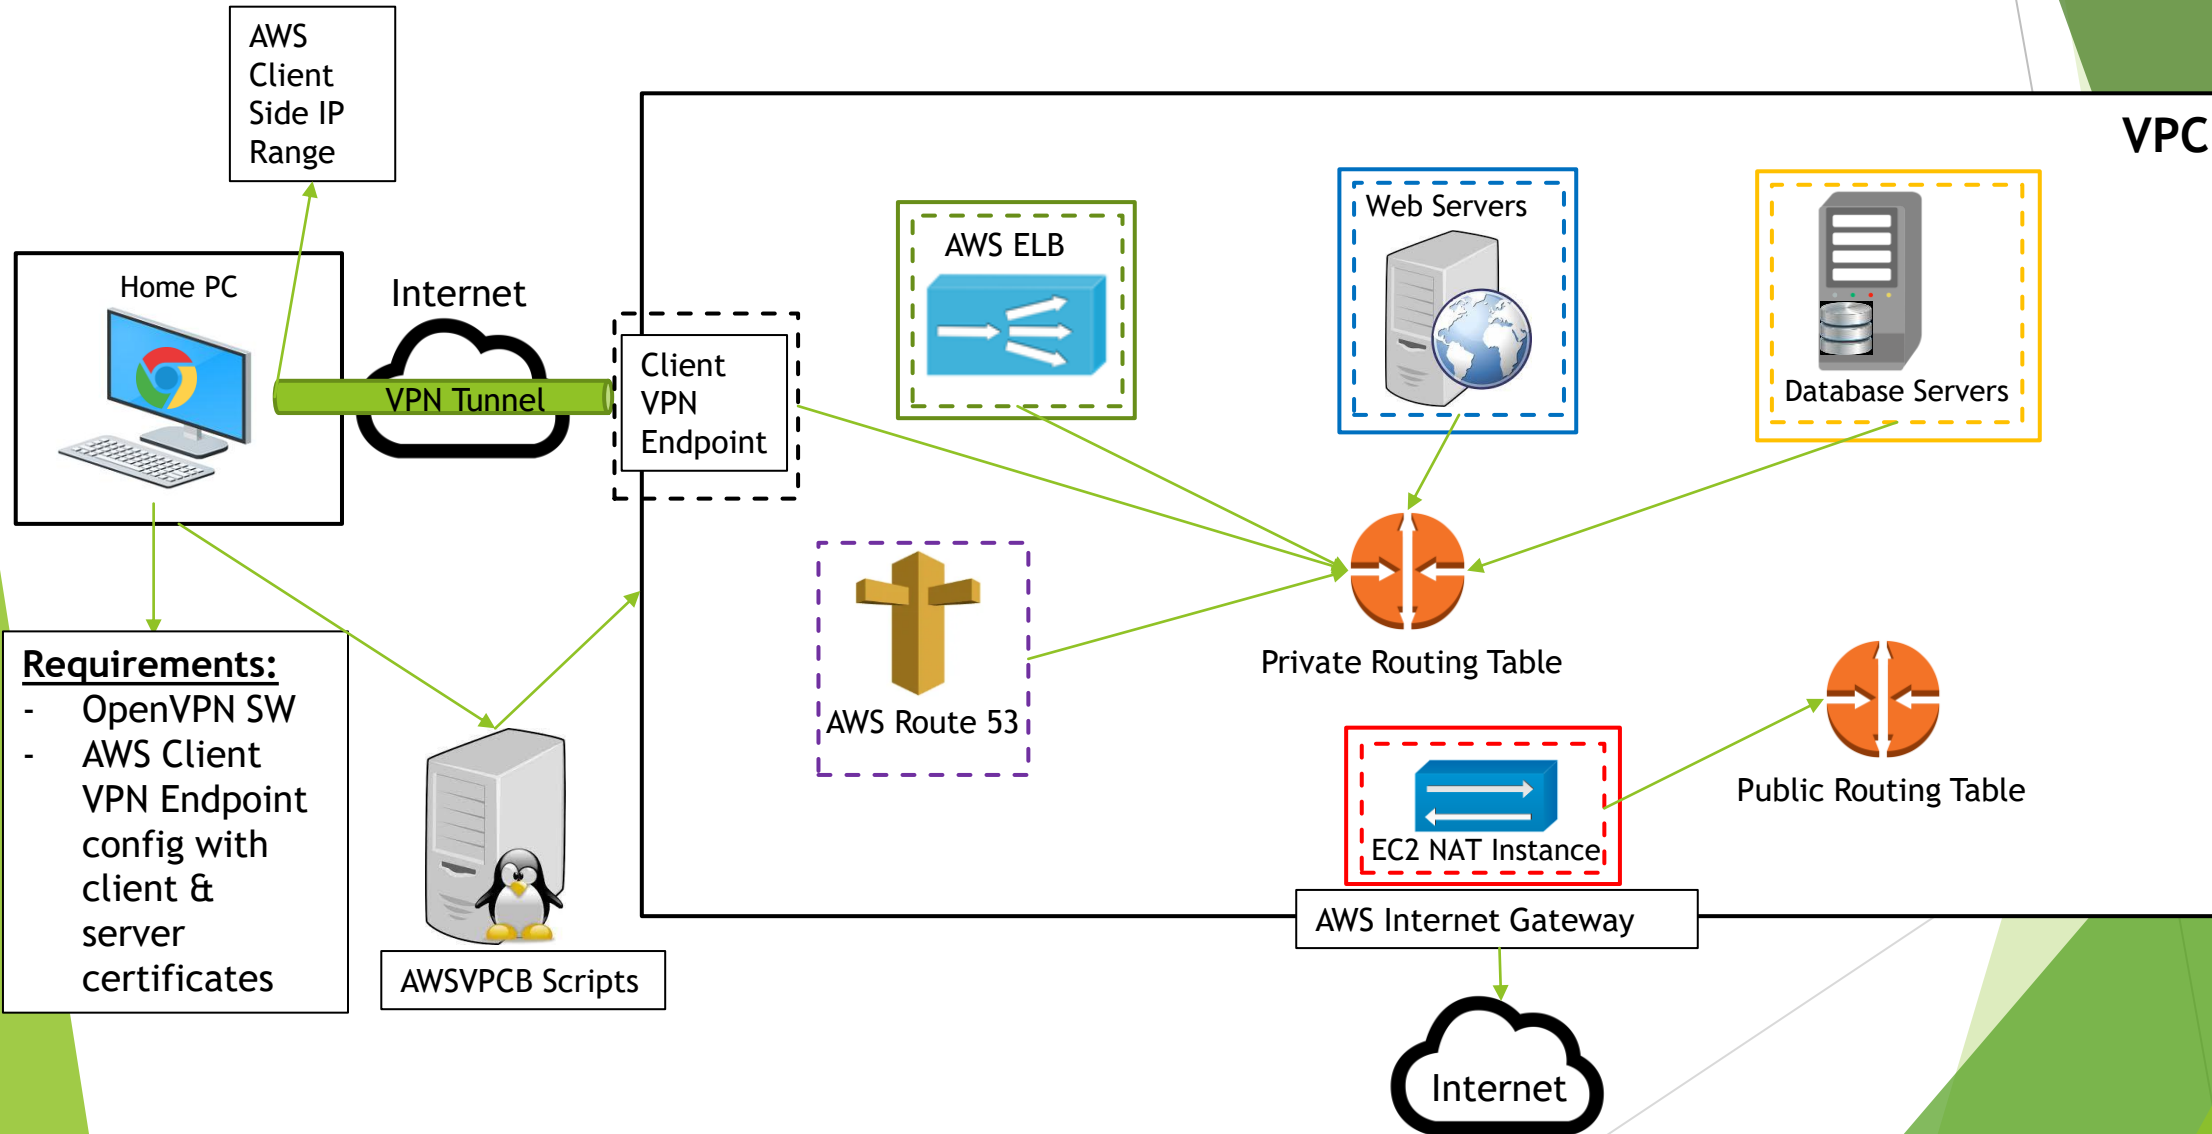 AWS
Client
Side IP
Range
VPC
Home PC
Internet
VPN Tunnel
Client
VPN
Endpoint
AWS ELB
Web Servers
Database Servers
AWS Route 53
Private Routing Table
Public Routing Table
EC2 NAT Instance
AWS Internet Gateway
Internet
Requirements:
- OpenVPN SW
- AWS Client
VPN Endpoint
config with
client &
server
certificates
AWSVPCB Scripts